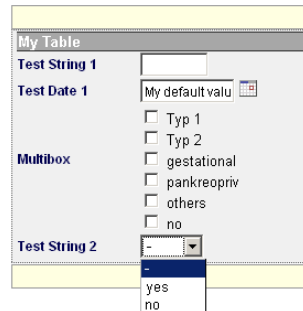 My Table
Test String 1
Test Date 1 My default valu
Typ 1
Typ 2
Multibox gestational
pankreopriv
others
no
Test String 2 -
-
yes
no